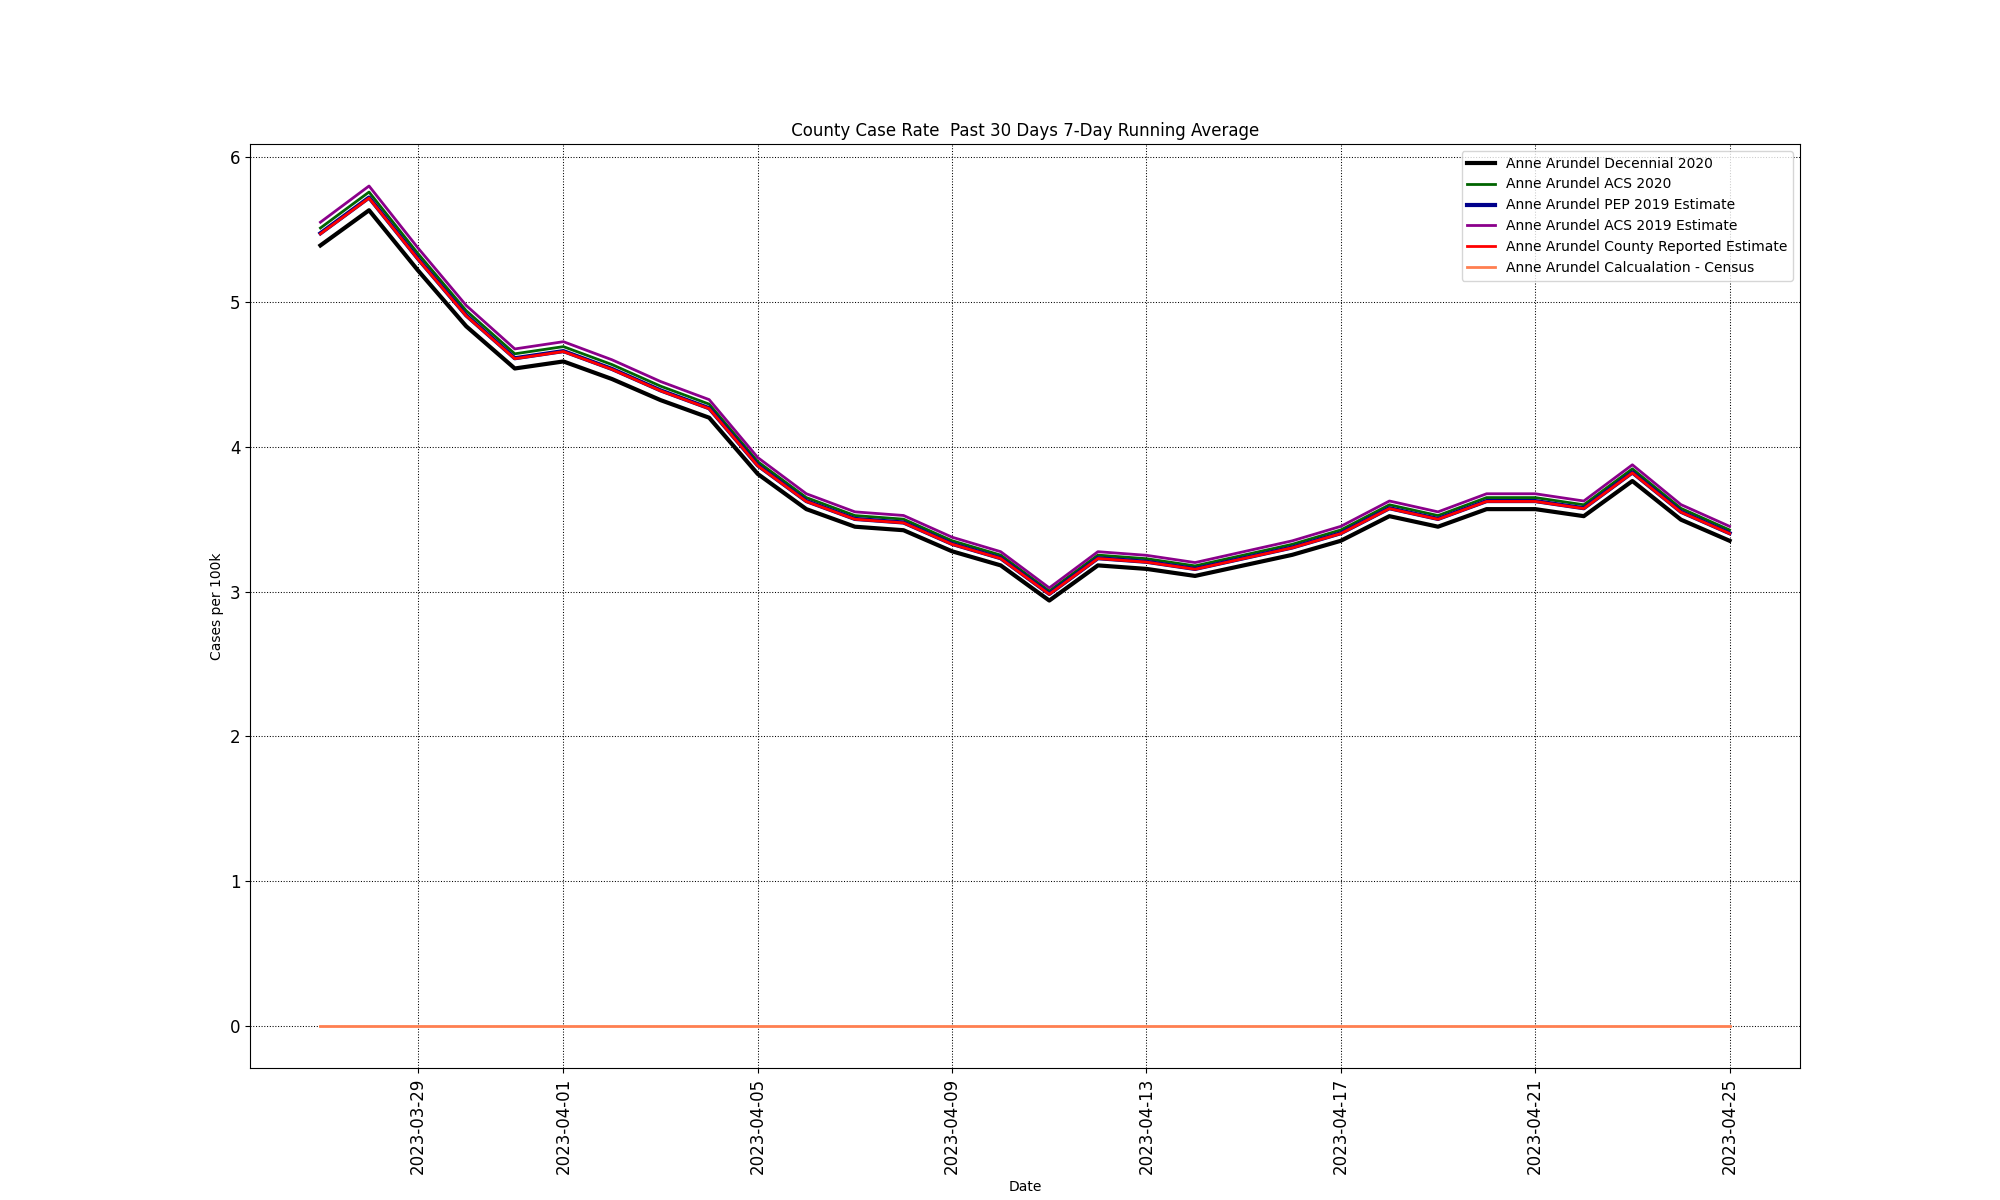 County Case Rate  Past 30 Days 7-Day Running Average
Anne Arundel Decennial 2020
Anne Arundel ACS 2020
Anne Arundel PEP 2019 Estimate
Anne Arundel ACS 2019 Estimate
Anne Arundel County Reported Estimate
Anne Arundel Calcualation - Census
Cases per 100k
6
5
4
3
2
1
0
2023-03-29
2023-04-01
2023-04-05
2023-04-09
2023-04-13
2023-04-17
2023-04-21
2023-04-25
Date